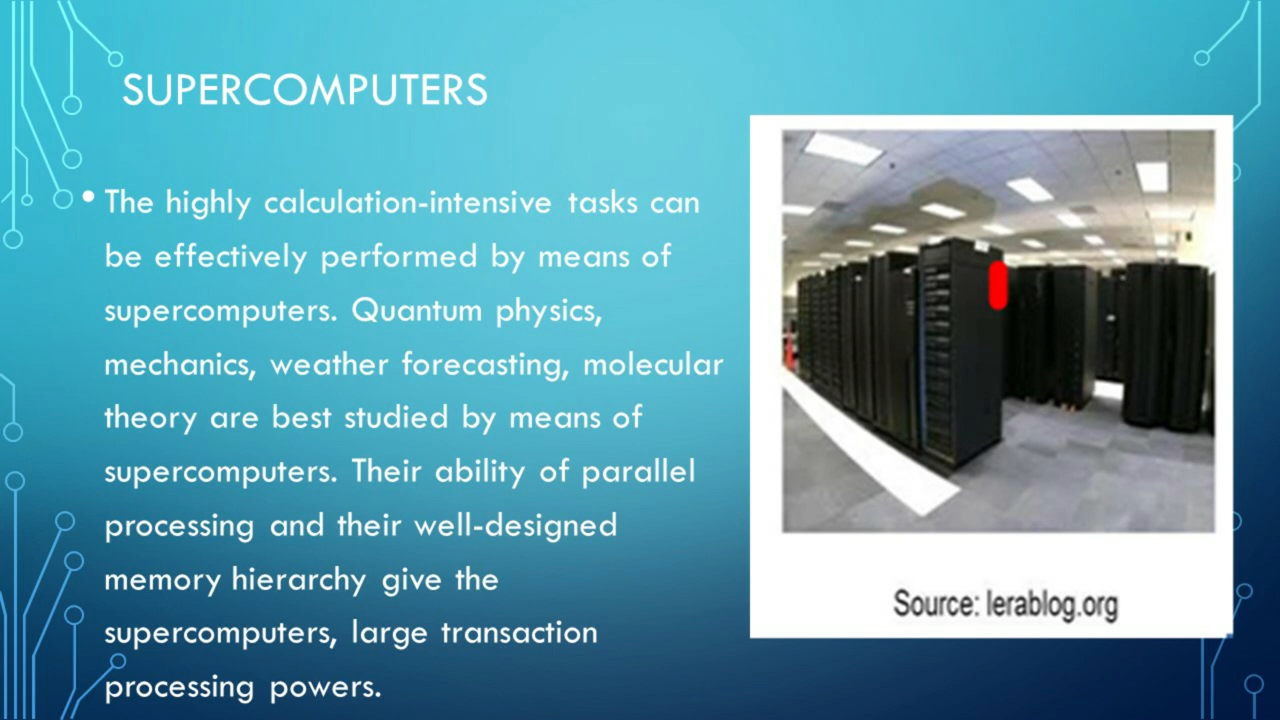 SUPERCOMPUTERS
• The highly calculation-intensive tasks can
be effectively performed by means of
supercomputers. Quantum physics,
mechanics, weather forecasting, molecular
theory are best studied by means of
supercomputers. Their ability of parallel
processing and their well-designed
memory hierarchy give the
supercomputers, large transaction
processing powers.
Source: lerablog.org